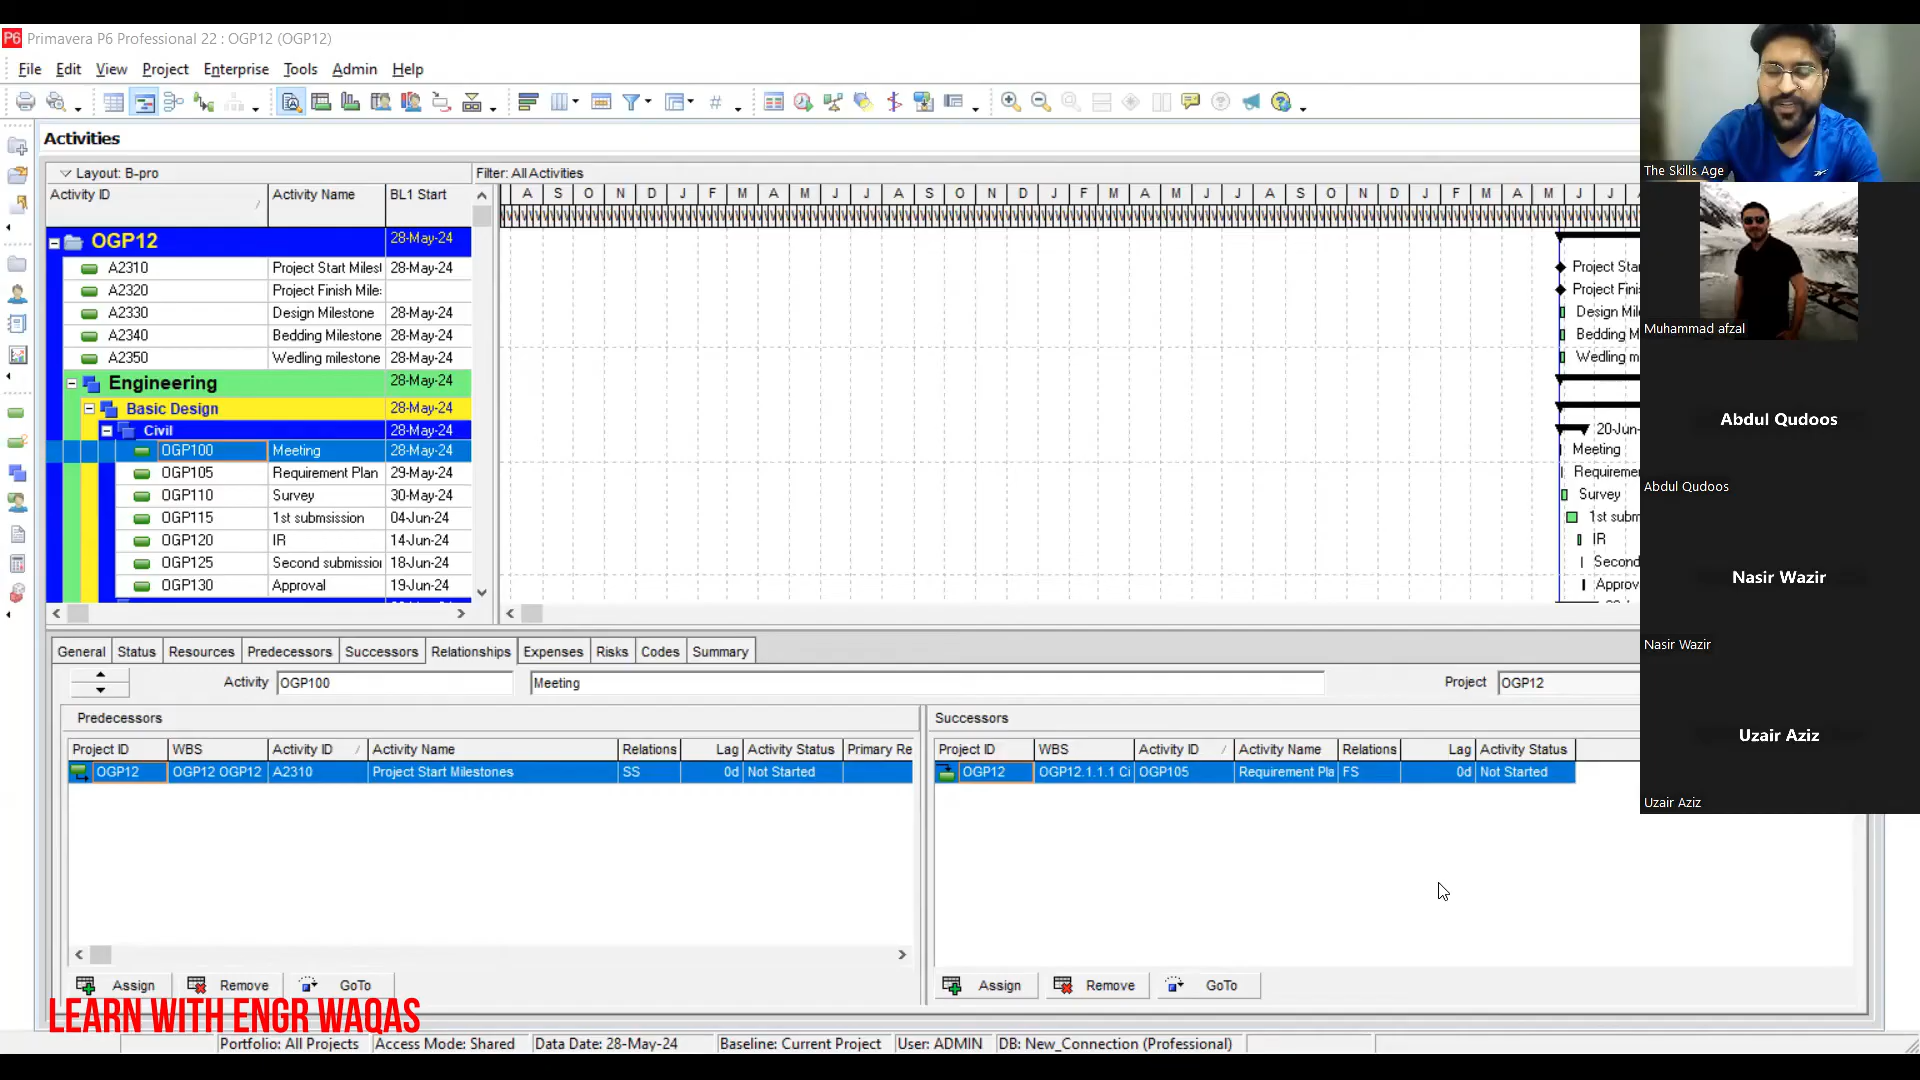 P6 Primavera P6 Professional 22 : OGP12 (OGP12)
File Edit View Project Enterprise Tools Admin Help
Activities
Layout: B-pro Filter: All Activities
Activity ID Activity Name BL1 Start
A S O N D J F M A M J J A S O N D J F M A M J J A S O N D J F M A M J J
OGP12 28-May-24
A2310 Project Start Milest 28-May-24 Project Star
A2320 Project Finish Mile: Project Fini
A2330 Design Milestone 28-May-24 Design Mil
A2340 Bedding Milestone 28-May-24 Bedding M
A2350 Wedling milestone 28-May-24 Wedling m
Engineering 28-May-24
Basic Design 28-May-24
Civil 28-May-24 20-Jun-
OGP100 Meeting 28-May-24 Meeting
OGP105 Requirement Plan 29-May-24 Requireme
OGP110 Survey 30-May-24 Survey
OGP115 1st submsission 04-Jun-24 1st subm
OGP120 IR 14-Jun-24 IR
OGP125 Second submissio 18-Jun-24 Second
OGP130 Approval 19-Jun-24 Approv
General Status Resources Predecessors Successors Relationships Expenses Risks Codes Summary
Activity OGP100 Meeting Project OGP12
Predecessors Successors
Project ID WBS Activity ID Activity Name Relations Lag Activity Status Primary Re
OGP12 OGP12 OGP12 A2310 Project Start Milestones SS 0d Not Started
Project ID WBS Activity ID Activity Name Relations Lag Activity Status
OGP12 OGP12.1.1.1 Ci OGP105 Requirement Pla FS 0d Not Started
Assign Remove GoTo Assign Remove GoTo
LEARN WITH ENGR WAQAS
Portfolio: All Projects Access Mode: Shared Data Date: 28-May-24 Baseline: Current Project User: ADMIN DB: New_Connection (Professional)
The Skills Age
Muhammad afzal
Abdul Qudoos
Abdul Qudoos
Nasir Wazir
Nasir Wazir
Uzair Aziz
Uzair Aziz